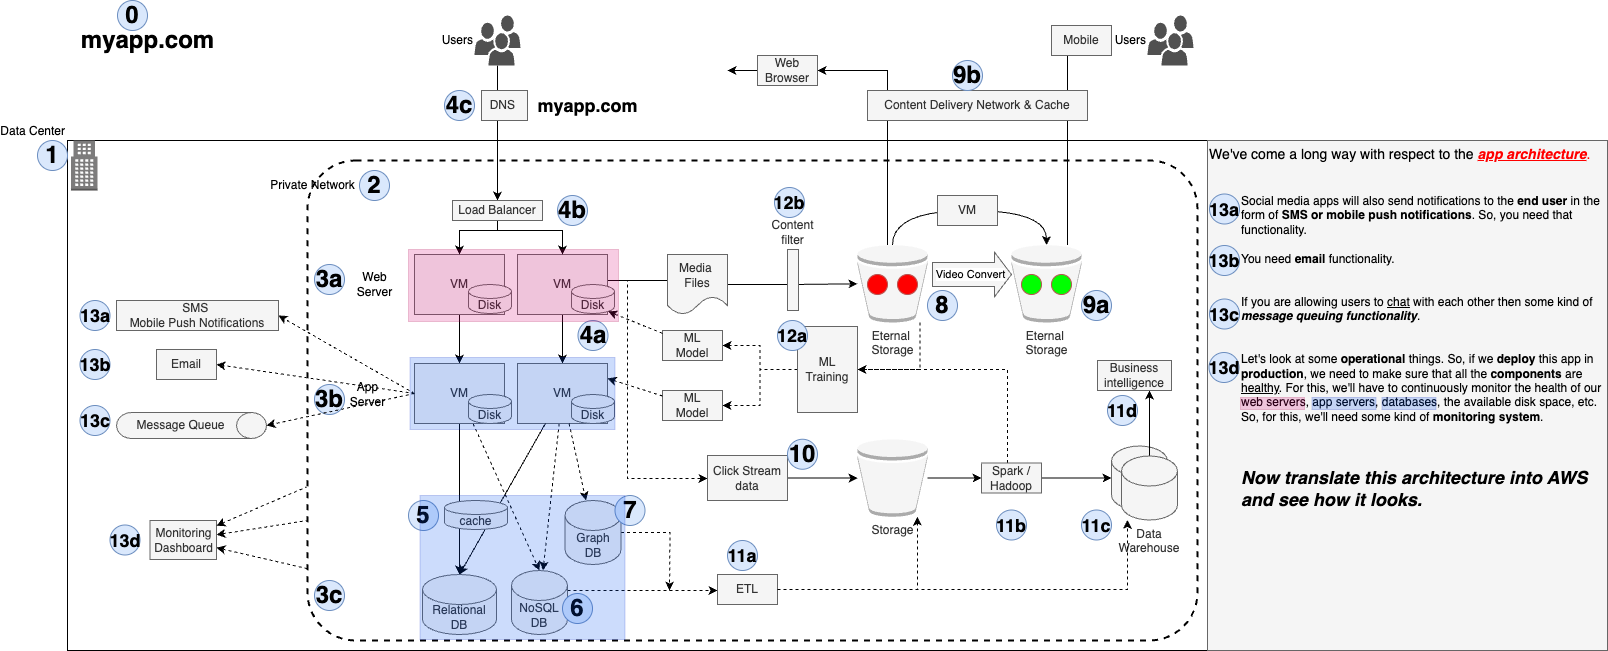 0
myapp.com
Users
Mobile
Users
Web
Browser
9b
4c
DNS
myapp.com
Content Delivery Network & Cache
Data Center
1
Private Network
2
Load Balancer
4b
12b
Content
filter
VM
3a
Web
Server
VM
Disk
VM
Disk
Media
Files
Video Convert
8
9a
Eternal
Storage
Eternal
Storage
13a
SMS
Mobile Push Notifications
4a
12a
ML
Model
ML
Training
13b
Email
3b
App
Server
VM
Disk
VM
Disk
ML
Model
Business
intelligence
11d
13c
Message Queue
10
Click Stream
data
Spark /
Hadoop
5
cache
7
Graph
DB
Storage
11b
11c
Data
Warehouse
13d
Monitoring
Dashboard
11a
ETL
3c
Relational
DB
NoSQL
DB
6
We've come a long way with respect to the app architecture.
13a
Social media apps will also send notifications to the end user in the
form of SMS or mobile push notifications. So, you need that
functionality.
13b
You need email functionality.
13c
If you are allowing users to chat with each other then some kind of
message queuing functionality.
13d
Let's look at some operational things. So, if we deploy this app in
production, we need to make sure that all the components are
healthy. For this, we'll have to continuously monitor the health of our
web servers, app servers, databases, the available disk space, etc.
So, for this, we'll need some kind of monitoring system.
Now translate this architecture into AWS
and see how it looks.